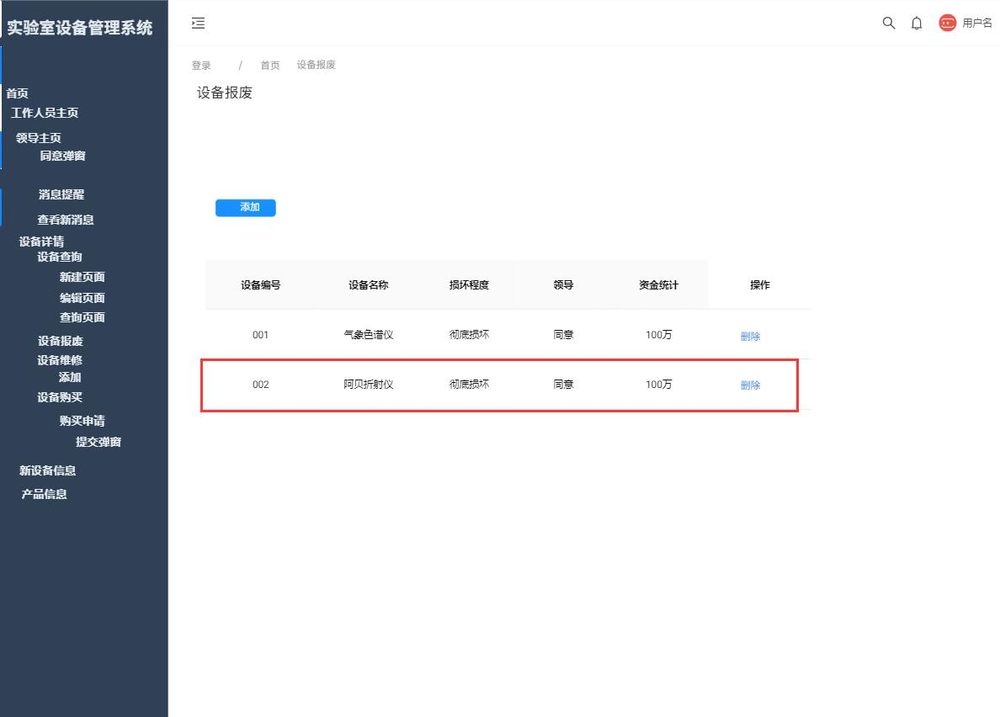 实验室设备管理系统
用户名
登录 / 首页 设备报废
设备报废
首页
工作人员主页
领导主页
同意弹窗
消息提醒
查看新消息
设备详情
设备查询
新建页面
编辑页面
查询页面
设备报废
设备维修
添加
设备购买
购买申请
提交弹窗
新设备信息
产品信息
添加
设备编号 设备名称 损坏程度 领导 资金统计 操作
001 气象色谱仪 彻底损坏 同意 100万 删除
002 阿贝折射仪 彻底损坏 同意 100万 删除